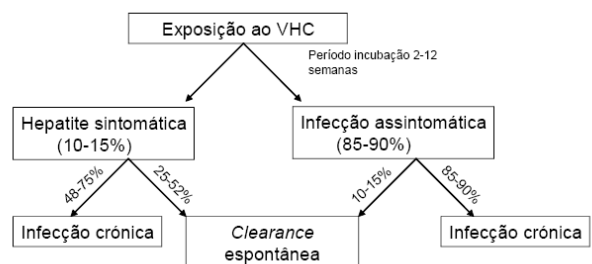 Exposição ao VHC
Período incubação 2-12
semanas
Hepatite sintomática
(10-15%)
Infecção assintomática
(85-90%)
48-75%
25-52%
10-15%
85-90%
Infecção crónica
Clearance
espontânea
Infecção crónica